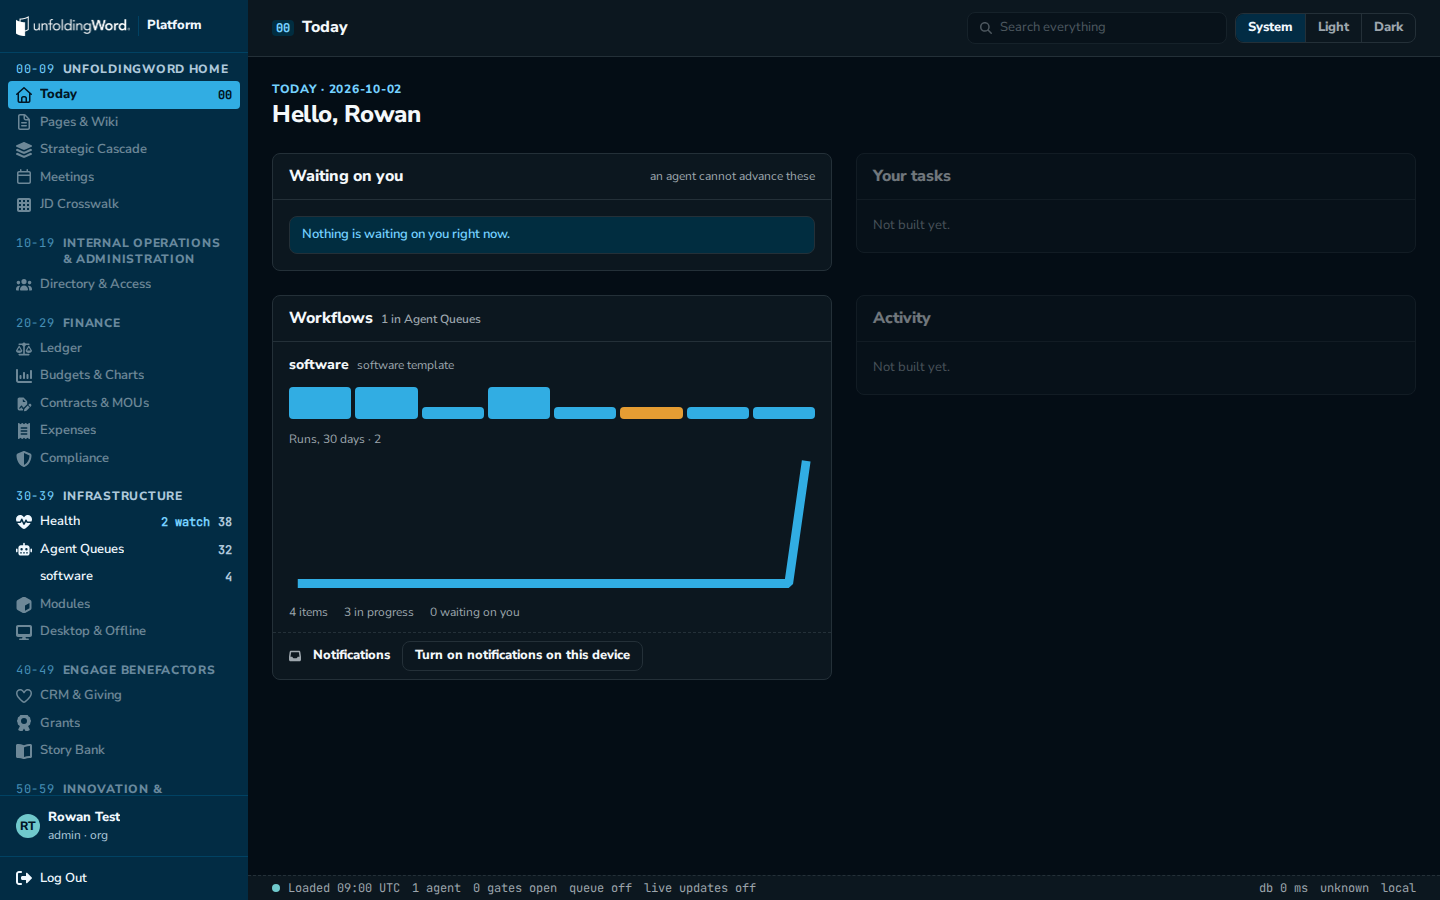 unfoldingWord Platform
00-09 UNFOLDINGWORD HOME
Today 00
Pages & Wiki
Strategic Cascade
Meetings
JD Crosswalk
10-19 INTERNAL OPERATIONS
& ADMINISTRATION
Directory & Access
20-29 FINANCE
Ledger
Budgets & Charts
Contracts & MOUs
Expenses
Compliance
30-39 INFRASTRUCTURE
Health 2 watch 38
Agent Queues 32
software 4
Modules
Desktop & Offline
40-49 ENGAGE BENEFACTORS
CRM & Giving
Grants
Story Bank
50-59 INNOVATION &
RT Rowan Test
admin · org
Log Out
00 Today
Search everything
System Light Dark
TODAY · 2026-10-02
Hello, Rowan
Waiting on you an agent cannot advance these
Nothing is waiting on you right now.
Your tasks
Not built yet.
Workflows 1 in Agent Queues
software software template
Runs, 30 days · 2
4 items 3 in progress 0 waiting on you
Notifications Turn on notifications on this device
Activity
Not built yet.
Loaded 09:00 UTC 1 agent 0 gates open queue off live updates off
db 0 ms unknown local